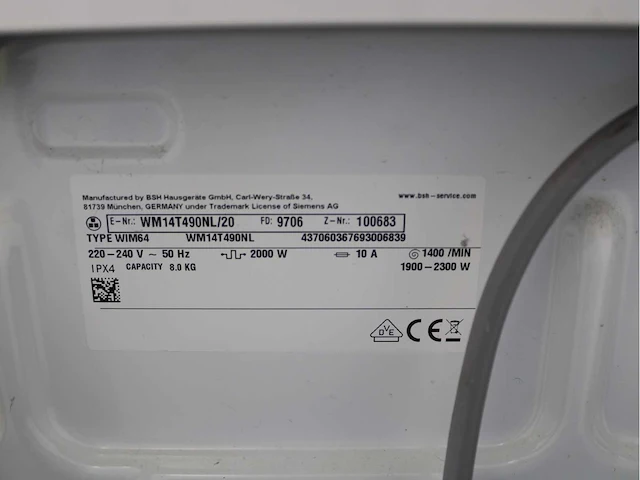 Manufactured by BSH Hausgeräte GmbH, Carl-Wery-Straße 34, www.bsh-service.com
81739 München, GERMANY under Trademark License of Siemens AG
E-Nr.: WM14T490NL/20 FD: 9706 Z-Nr.: 100683
TYPE WIM64 WM14T490NL 437060367693006839
220-240 V ~ 50 Hz 2000 W 10 A 1400 /MIN
IPX4 CAPACITY 8.0 KG 1900-2300 W
DVE CE